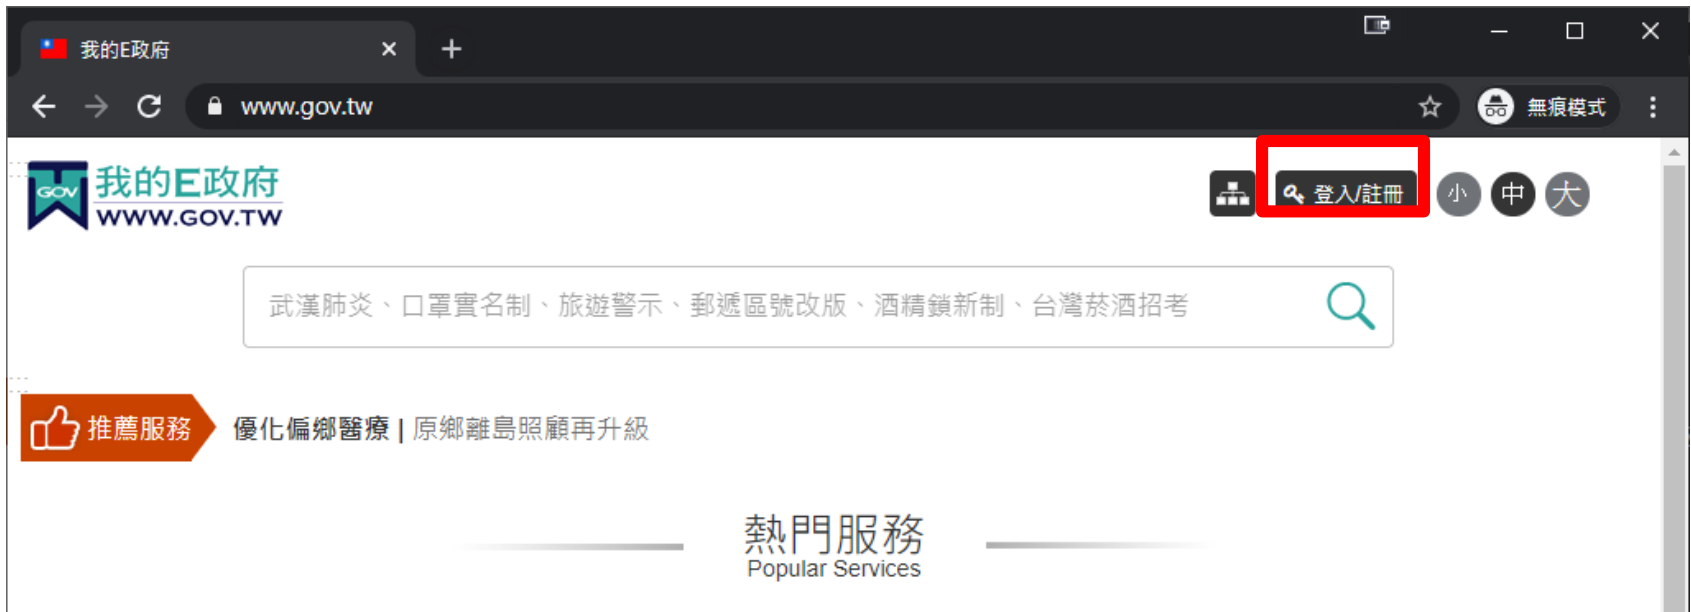 我的E政府
www.gov.tw
無痕模式
GOV
我的E政府
WWW.GOV.TW
登入/註冊
小 中 大
武漢肺炎、口罩實名制、旅遊警示、郵遞區號改版、酒精鎖新制、台灣菸酒招考
推薦服務 優化偏鄉醫療 | 原鄉離島照顧再升級
熱門服務
Popular Services